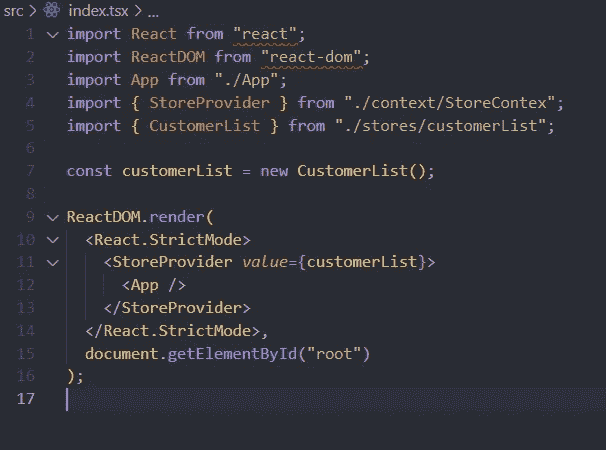 src > index.tsx > ...
1 import React from "react";
2 import ReactDOM from "react-dom";
3 import App from "./App";
4 import { StoreProvider } from "./context/StoreContex";
5 import { CustomerList } from "./stores/customerList";
6
7 const customerList = new CustomerList();
8
9 ReactDOM.render(
10 <React.StrictMode>
11 <StoreProvider value={customerList}>
12 <App />
13 </StoreProvider>
14 </React.StrictMode>,
15 document.getElementById("root")
16 );
17